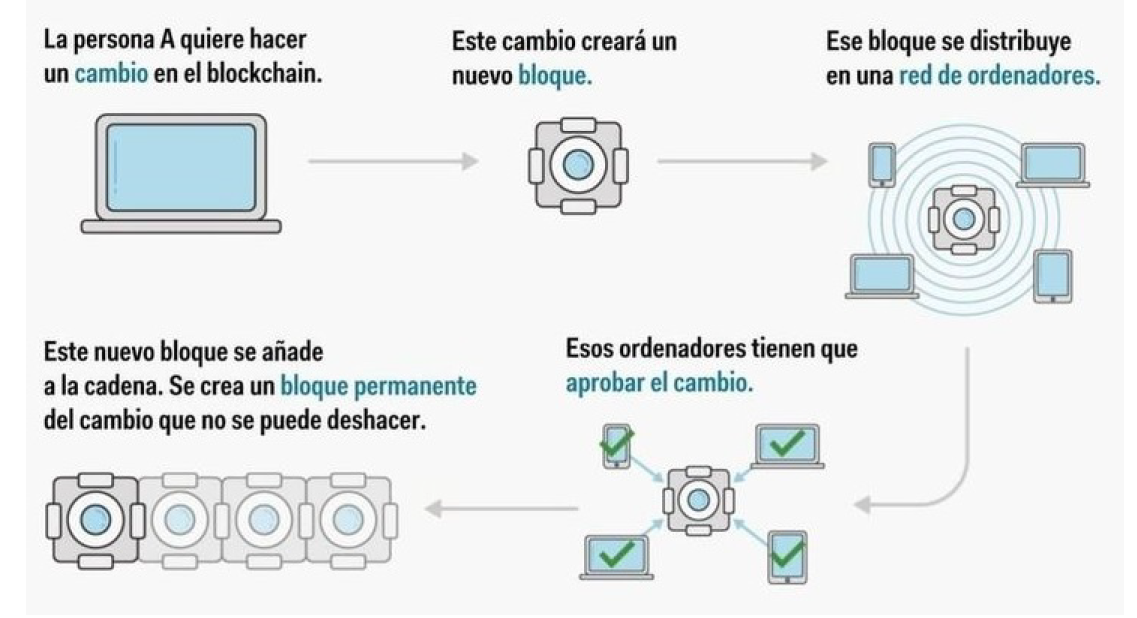 La persona A quiere hacer
un cambio en el blockchain.
Este cambio creará un
nuevo bloque.
Ese bloque se distribuye
en una red de ordenadores.
Esos ordenadores tienen que
aprobar el cambio.
Este nuevo bloque se añade
a la cadena. Se crea un bloque permanente
del cambio que no se puede deshacer.